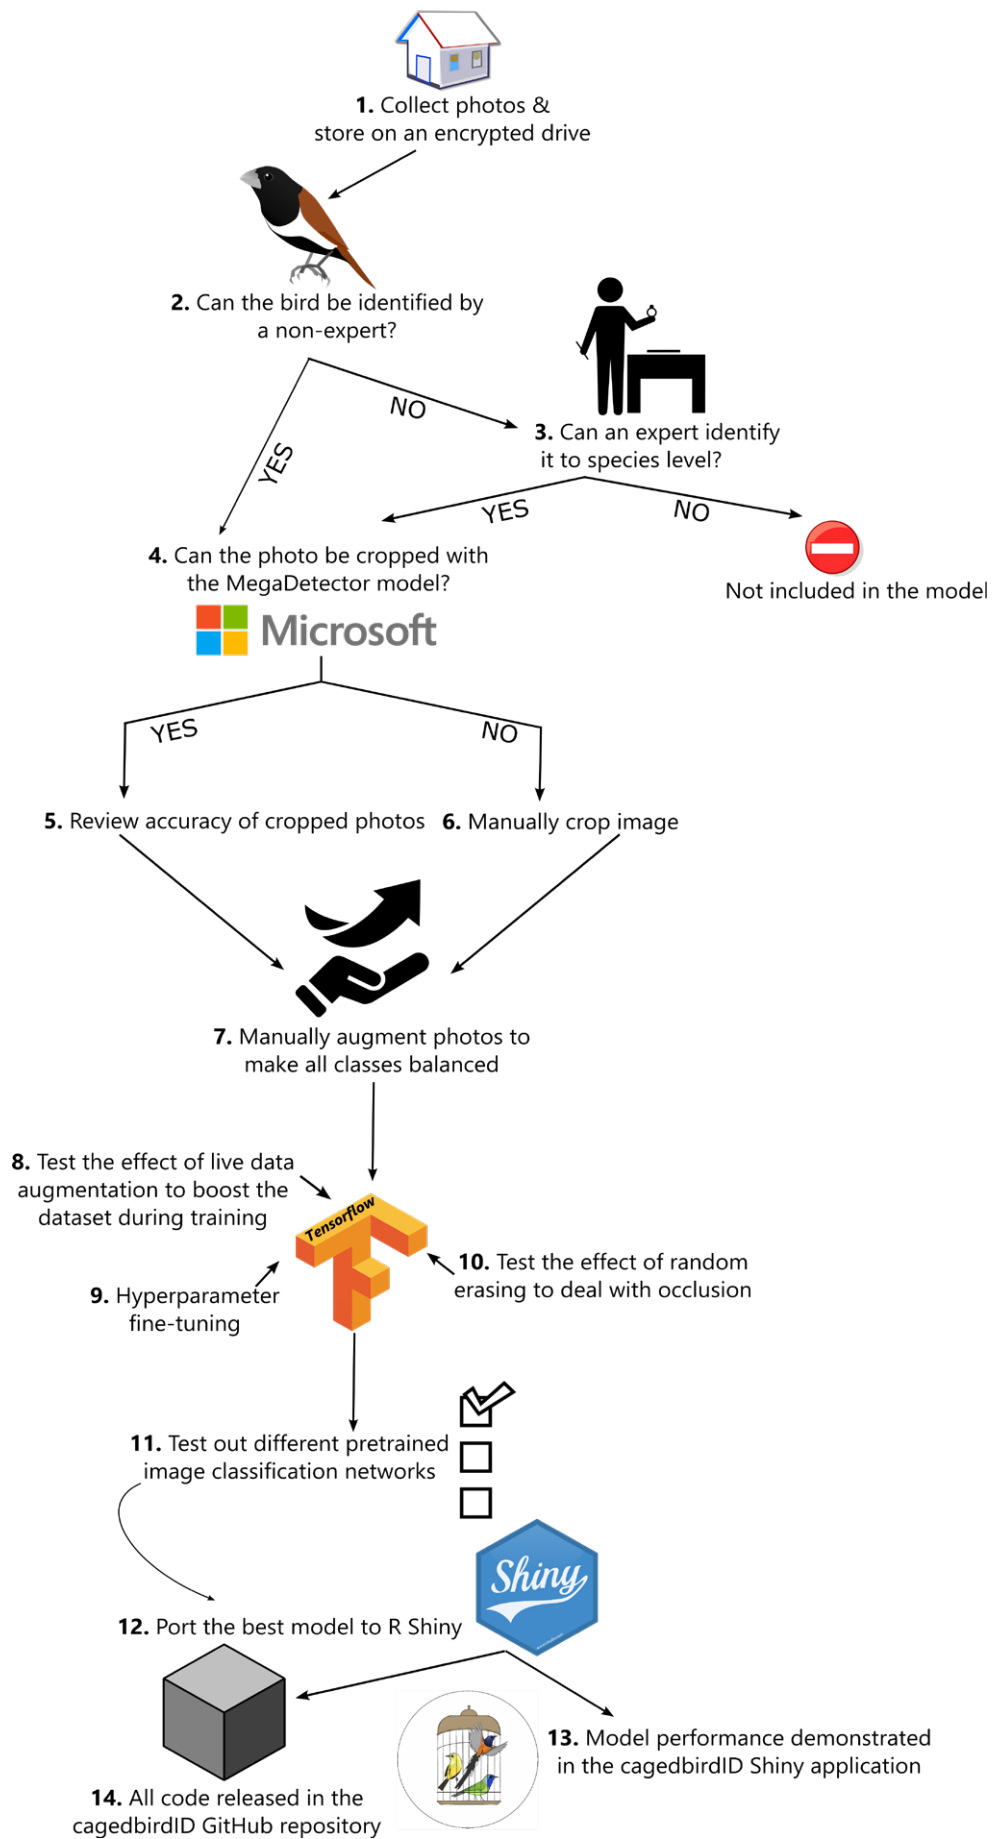 1. Collect photos &
store on an encrypted drive
2. Can the bird be identified by
a non-expert?
NO
YES
3. Can an expert identify
it to species level?
YES
NO
4. Can the photo be cropped with
the MegaDetector model?
Not included in the model
Microsoft
YES
NO
5. Review accuracy of cropped photos
6. Manually crop image
7. Manually augment photos to
make all classes balanced
8. Test the effect of live data
augmentation to boost the
dataset during training
Tensorflow
9. Hyperparameter
fine-tuning
10. Test the effect of random
erasing to deal with occlusion
11. Test out different pretrained
image classification networks
Shiny
12. Port the best model to R Shiny
13. Model performance demonstrated
in the cagedbirdID Shiny application
14. All code released in the
cagedbirdID GitHub repository